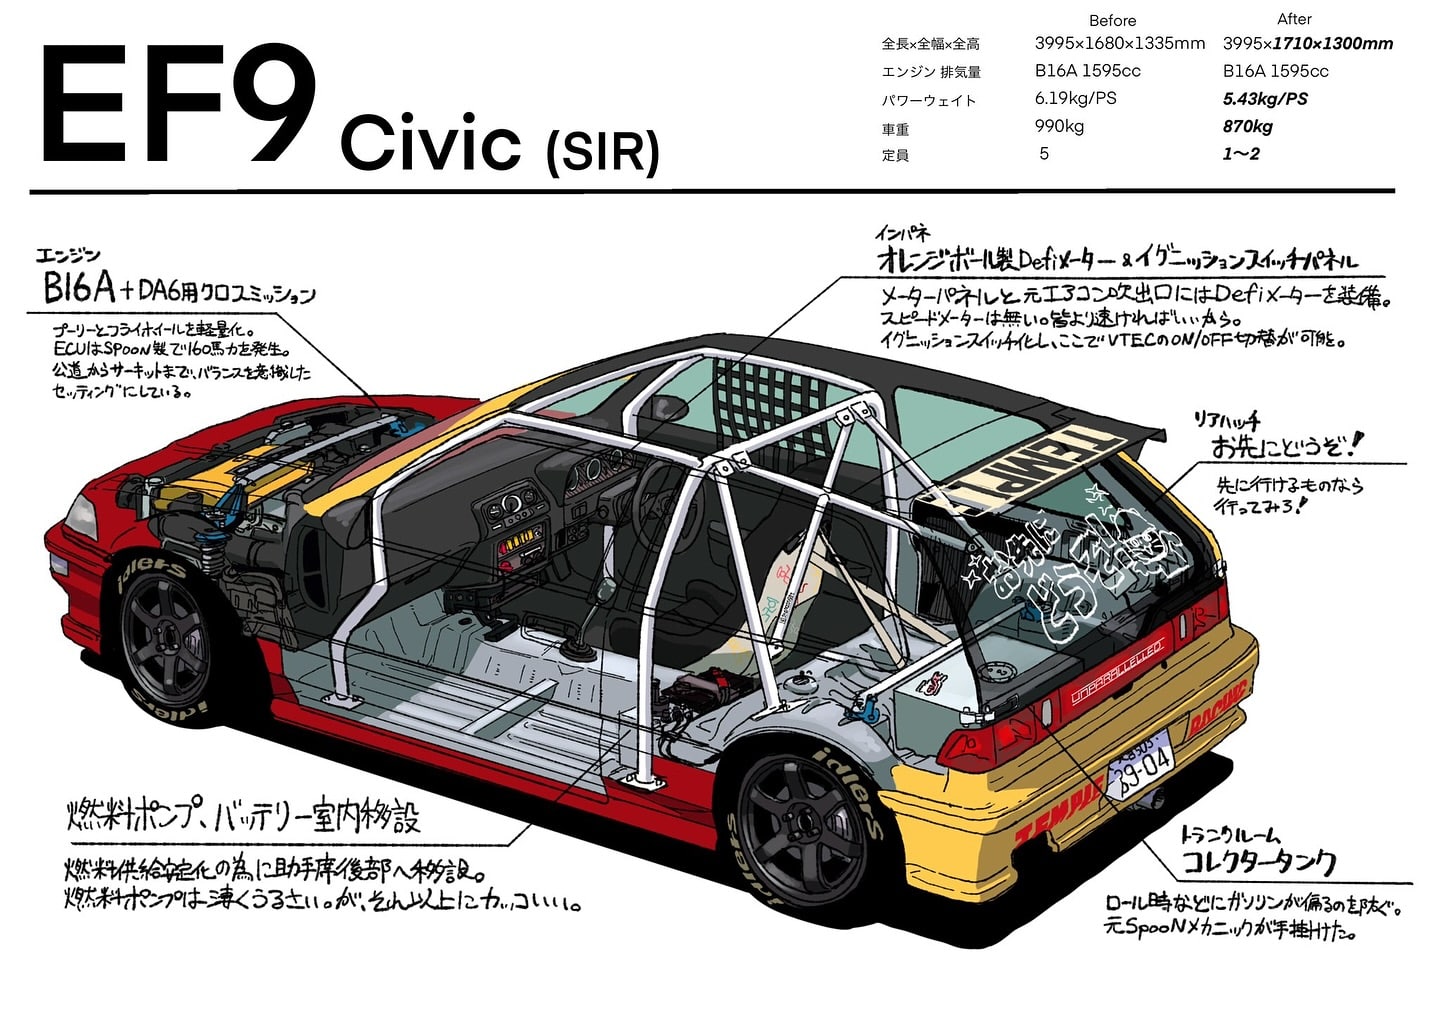 EF9 Civic (SIR)
Before After
全長×全幅×全高 3995×1680×1335mm 3995×1710×1300mm
エンジン 排気量 B16A 1595cc B16A 1595cc
パワーウェイト 6.19kg/PS 5.43kg/PS
車重 990kg 870kg
定員 5 1〜2
エンジン
B16A+DA6用クロスミッション
プーリーとフライホイールを軽量化。
ECUはSPOON製で160馬力を発生。
公道からサーキットまで、バランスを意識した
セッティングにしている。
インパネ
オレンジボール製Defiメーター & イグニッションスイッチパネル
メーターパネルと元エアコン吹出口にはDefiメーターを装備。
スピードメーターは無い。皆より速ければいいから。
イグニッションスイッチ化し、ここでVTECのON/OFF切替が可能。
リアハッチ
お先にどうぞ!
先に行けるものなら
行ってみろ!
TEMPL
お先に
どうぞ
idlers
idlers
idlers
idlers
UNPARALLELLED
RACING
TEMPLE
39-04
燃料ポンプ、バッテリー室内移設
燃料供給安定化の為に助手席後部へ移設。
燃料ポンプは凄くうるさい。が、それ以上にカッコいい。
トランクルーム
コレクタータンク
ロール時などにガソリンが偏るのを防ぐ。
元SpooNメカニックが手掛けた。